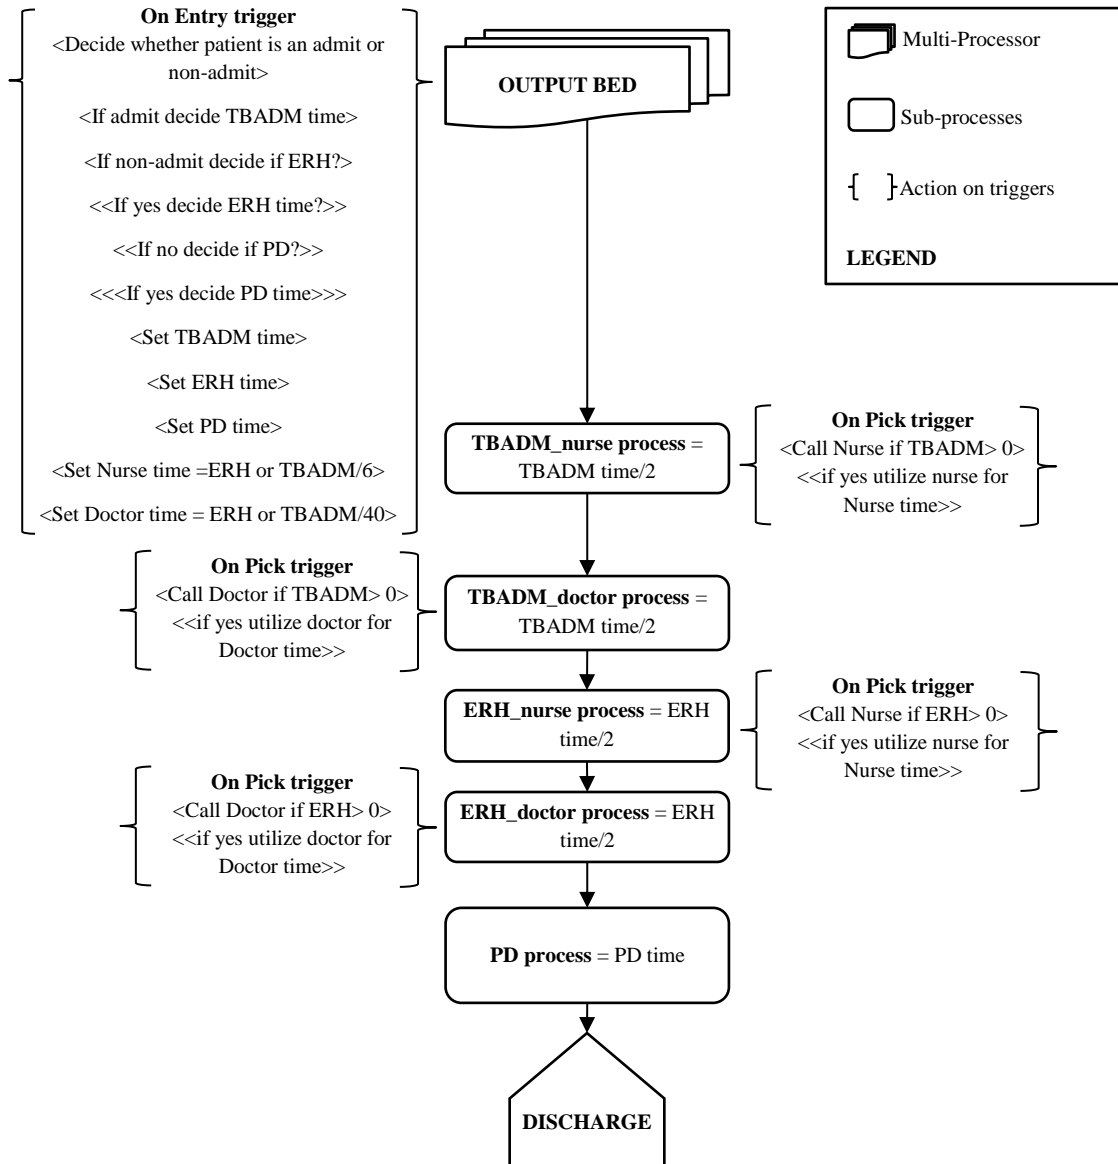 On Entry trigger
<Decide whether patient is an admit or
non-admit>
<If admit decide TBADM time>
<If non-admit decide if ERH?>
<<If yes decide ERH time?>>
<<If no decide if PD?>>
<<<If yes decide PD time>>>
<Set TBADM time>
<Set ERH time>
<Set PD time>
<Set Nurse time =ERH or TBADM/6>
<Set Doctor time = ERH or TBADM/40>
OUTPUT BED
Multi-Processor
Sub-processes
Action on triggers
LEGEND
TBADM_nurse process =
TBADM time/2
On Pick trigger
<Call Nurse if TBADM> 0>
<<if yes utilize nurse for
Nurse time>>
On Pick trigger
<Call Doctor if TBADM> 0>
<<if yes utilize doctor for
Doctor time>>
TBADM_doctor process =
TBADM time/2
ERH_nurse process = ERH
time/2
On Pick trigger
<Call Nurse if ERH> 0>
<<if yes utilize nurse for
Nurse time>>
On Pick trigger
<Call Doctor if ERH> 0>
<<if yes utilize doctor for
Doctor time>>
ERH_doctor process = ERH
time/2
PD process = PD time
DISCHARGE